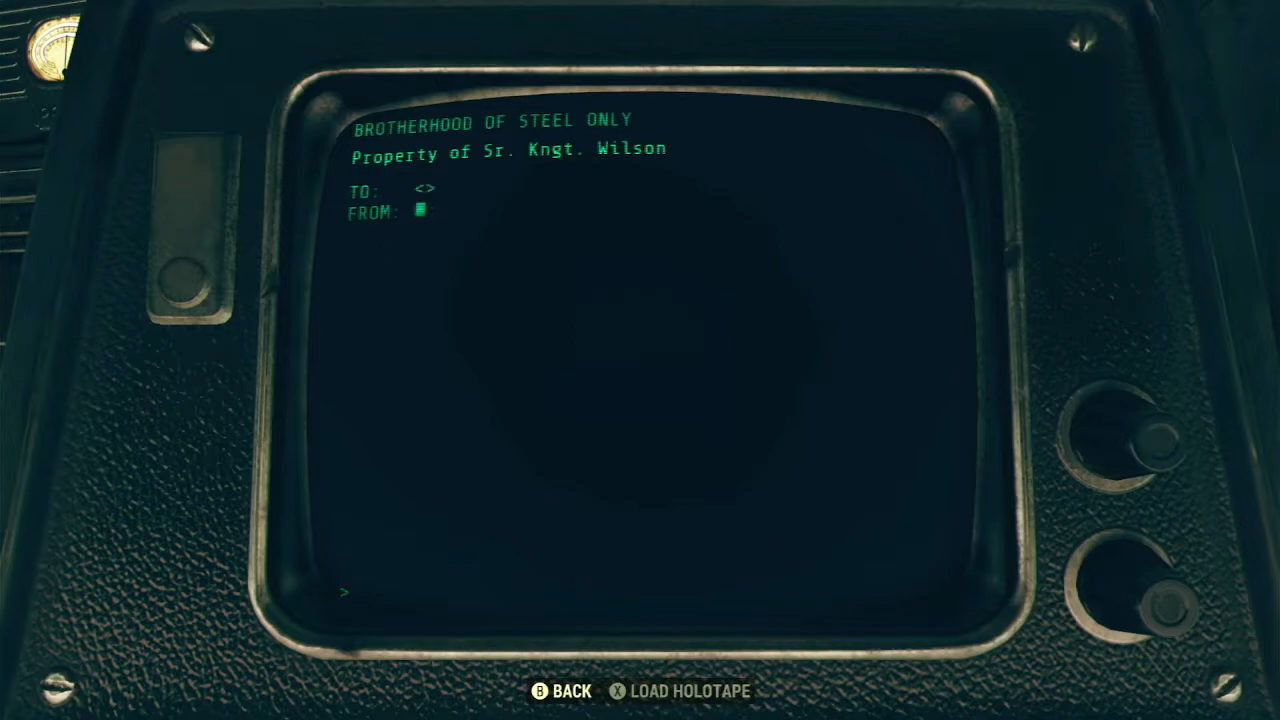 BROTHERHOOD OF STEEL ONLY
Property of Sr. Kngt. Wilson
TO: <>
FROM:
>
B BACK X LOAD HOLOTAPE